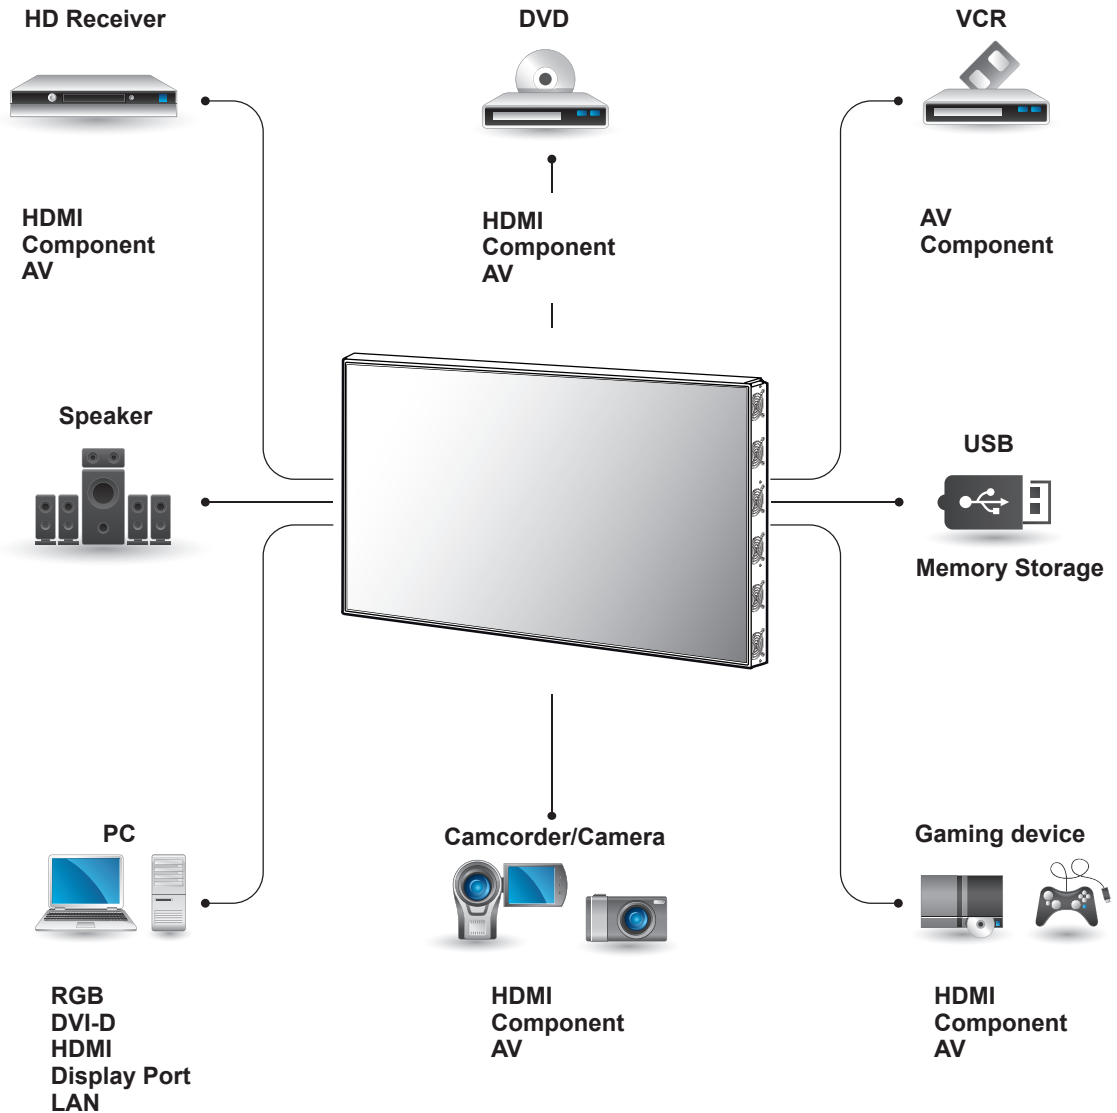 HD Receiver
HDMI
Component
AV
DVD
HDMI
Component
AV
VCR
AV
Component
Speaker
USB
Memory Storage
PC
RGB
DVI-D
HDMI
Display Port
LAN
Camcorder/Camera
HDMI
Component
AV
Gaming device
HDMI
Component
AV